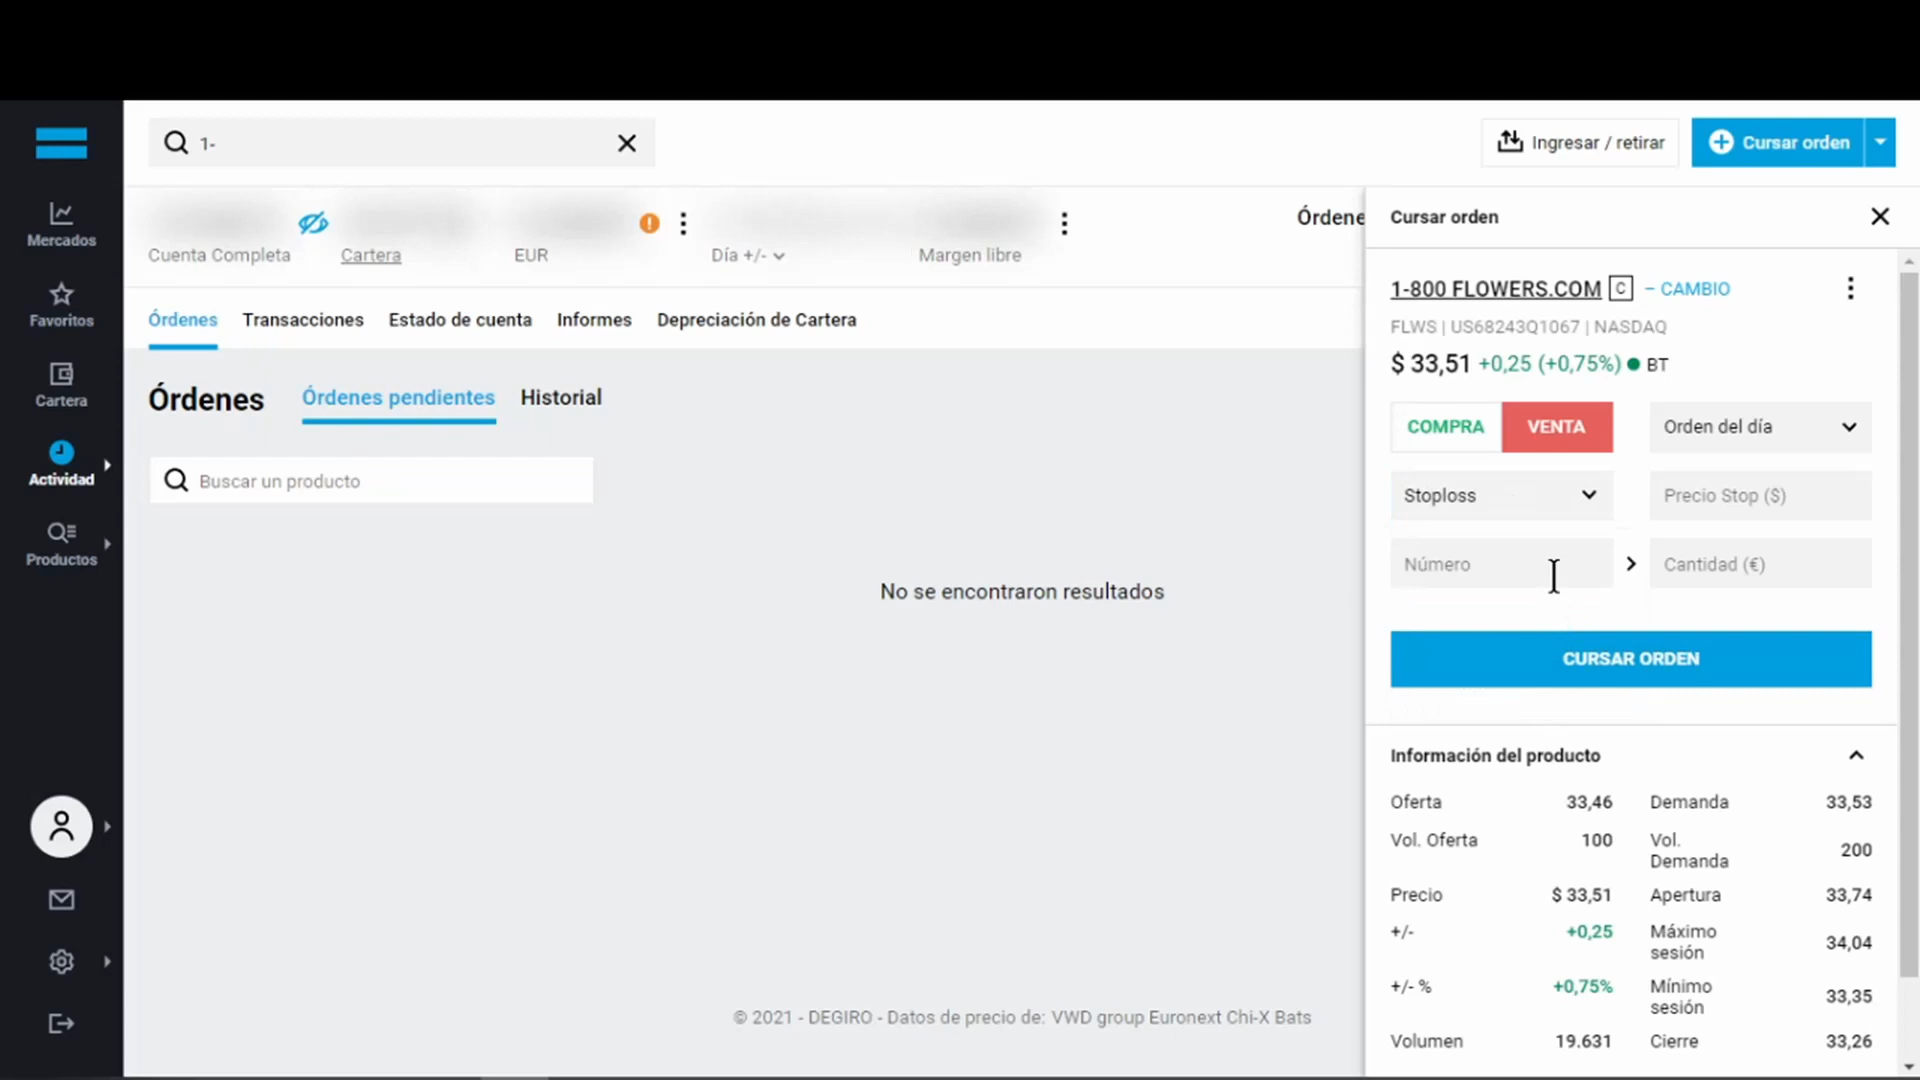 1-
Ingresar / retirar
Cursar orden
Mercados
Favoritos
Cartera
Actividad
Productos
Cuenta Completa
Cartera
EUR
Día +/-
Margen libre
Órdene
Órdenes
Transacciones
Estado de cuenta
Informes
Depreciación de Cartera
Órdenes
Órdenes pendientes
Historial
Buscar un producto
No se encontraron resultados
© 2021 - DEGIRO - Datos de precio de: VWD group Euronext Chi-X Bats
Cursar orden
1-800 FLOWERS.COM C – CAMBIO
FLWS | US68243Q1067 | NASDAQ
$ 33,51 +0,25 (+0,75%) BT
COMPRA VENTA Orden del día
Stoploss Precio Stop ($)
Número Cantidad (€)
CURSAR ORDEN
Información del producto
Oferta 33,46 Demanda 33,53
Vol. Oferta 100 Vol. Demanda 200
Precio $ 33,51 Apertura 33,74
+/- +0,25 Máximo sesión 34,04
+/- % +0,75% Mínimo sesión 33,35
Volumen 19.631 Cierre 33,26